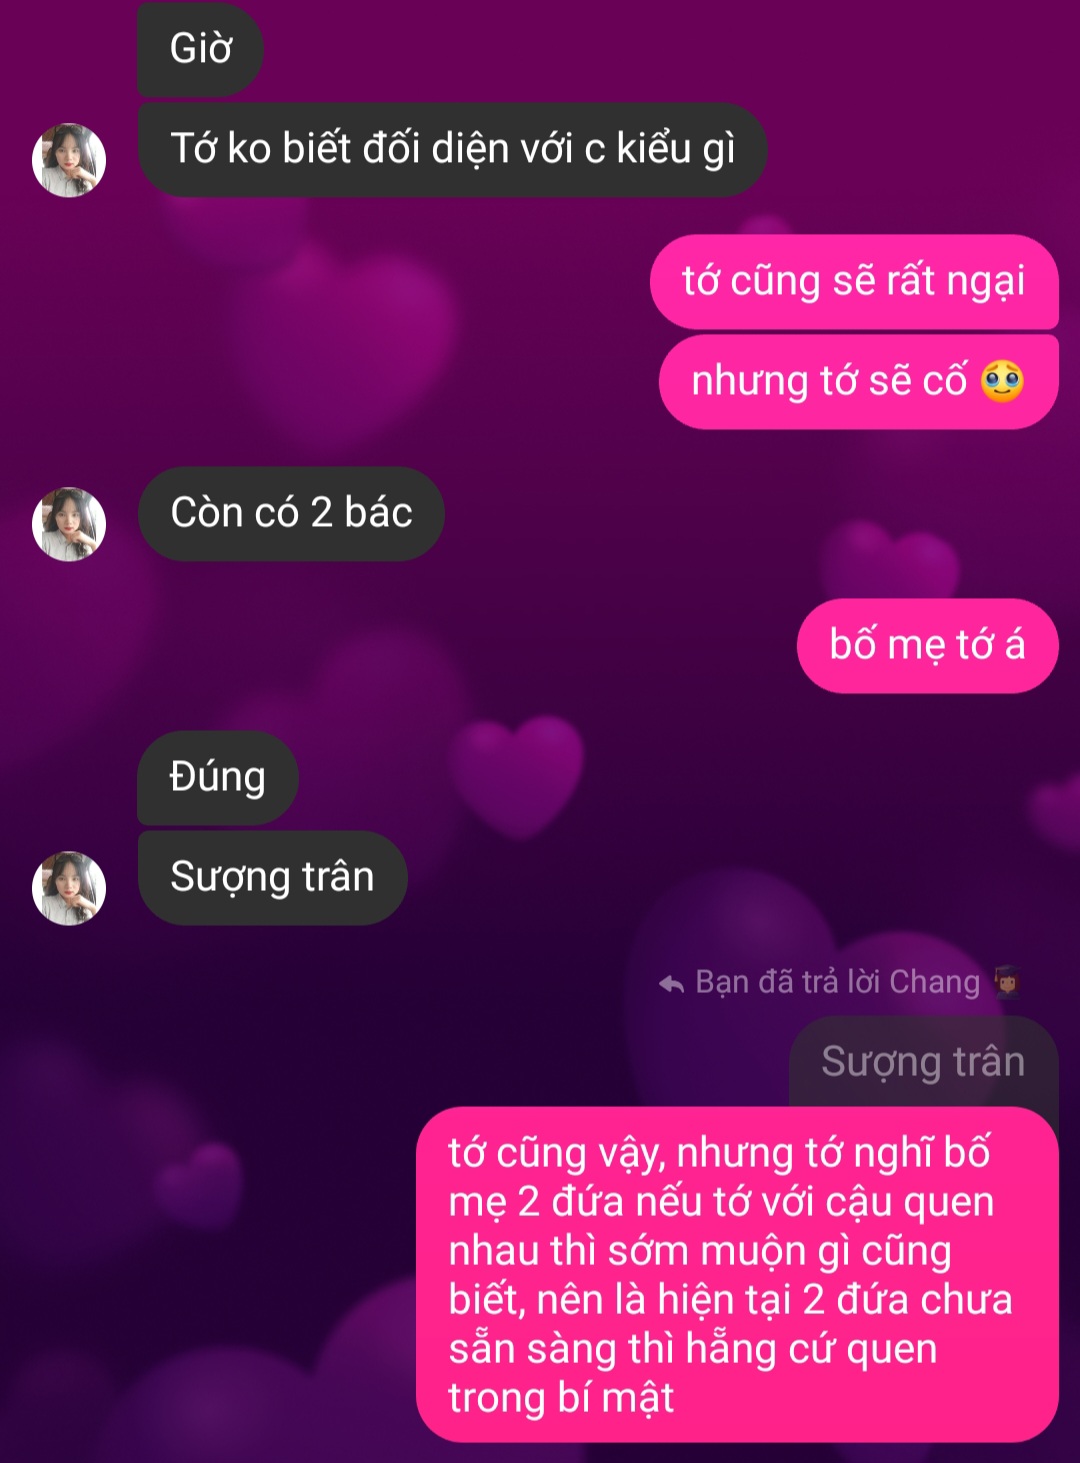 Giờ
Tớ ko biết đối diện với c kiểu gì
tớ cũng sẽ rất ngại
nhưng tớ sẽ cố 🥹
Còn có 2 bác
bố mẹ tớ á
Đúng
Sượng trân
Bạn đã trả lời Chang 👩🏾‍🎓
Sượng trân
tớ cũng vậy, nhưng tớ nghĩ bố
mẹ 2 đứa nếu tớ với cậu quen
nhau thì sớm muộn gì cũng
biết, nên là hiện tại 2 đứa chưa
sẵn sàng thì hẵng cứ quen
trong bí mật